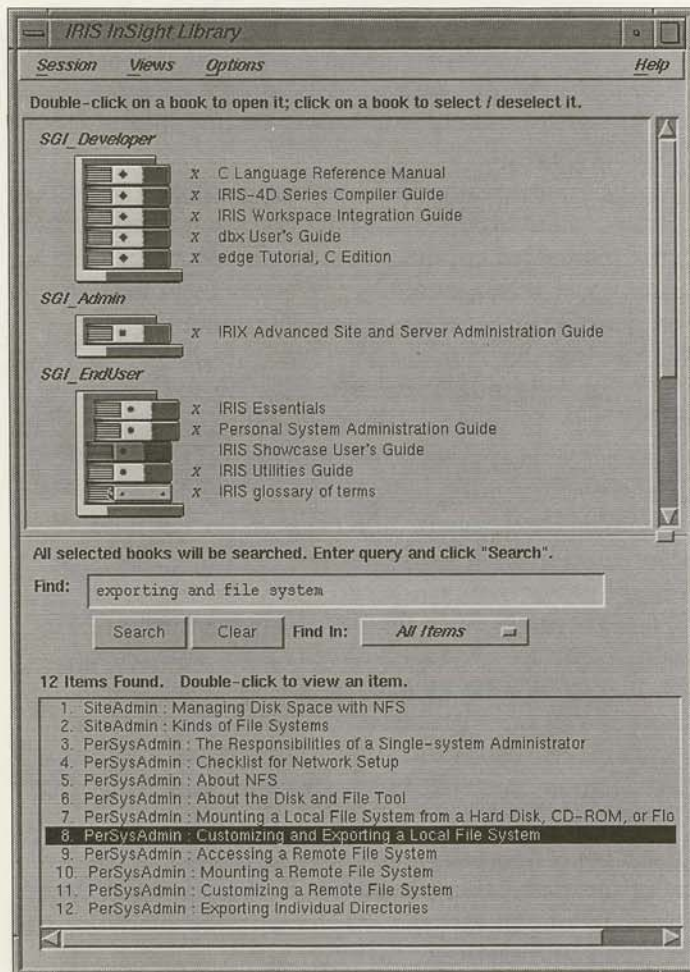 IRIS InSight Library
Session Views Options Help
Double-click on a book to open it; click on a book to select / deselect it.
SGI_Developer
x C Language Reference Manual
x IRIS-4D Series Compiler Guide
x IRIS Workspace Integration Guide
x dbx User's Guide
x edge Tutorial, C Edition
SGI_Admin
x IRIX Advanced Site and Server Administration Guide
SGI_EndUser
x IRIS Essentials
x Personal System Administration Guide
IRIS Showcase User's Guide
x IRIS Utilities Guide
x IRIS glossary of terms
All selected books will be searched. Enter query and click "Search".
Find: exporting and file system
Search Clear Find In: All Items
12 Items Found. Double-click to view an item.
1. SiteAdmin : Managing Disk Space with NFS
2. SiteAdmin : Kinds of File Systems
3. PerSysAdmin : The Responsibilities of a Single-system Administrator
4. PerSysAdmin : Checklist for Network Setup
5. PerSysAdmin : About NFS
6. PerSysAdmin : About the Disk and File Tool
7. PerSysAdmin : Mounting a Local File System from a Hard Disk, CD-ROM, or Flo
8. PerSysAdmin : Customizing and Exporting a Local File System
9. PerSysAdmin : Accessing a Remote File System
10. PerSysAdmin : Mounting a Remote File System
11. PerSysAdmin : Customizing a Remote File System
12. PerSysAdmin : Exporting Individual Directories